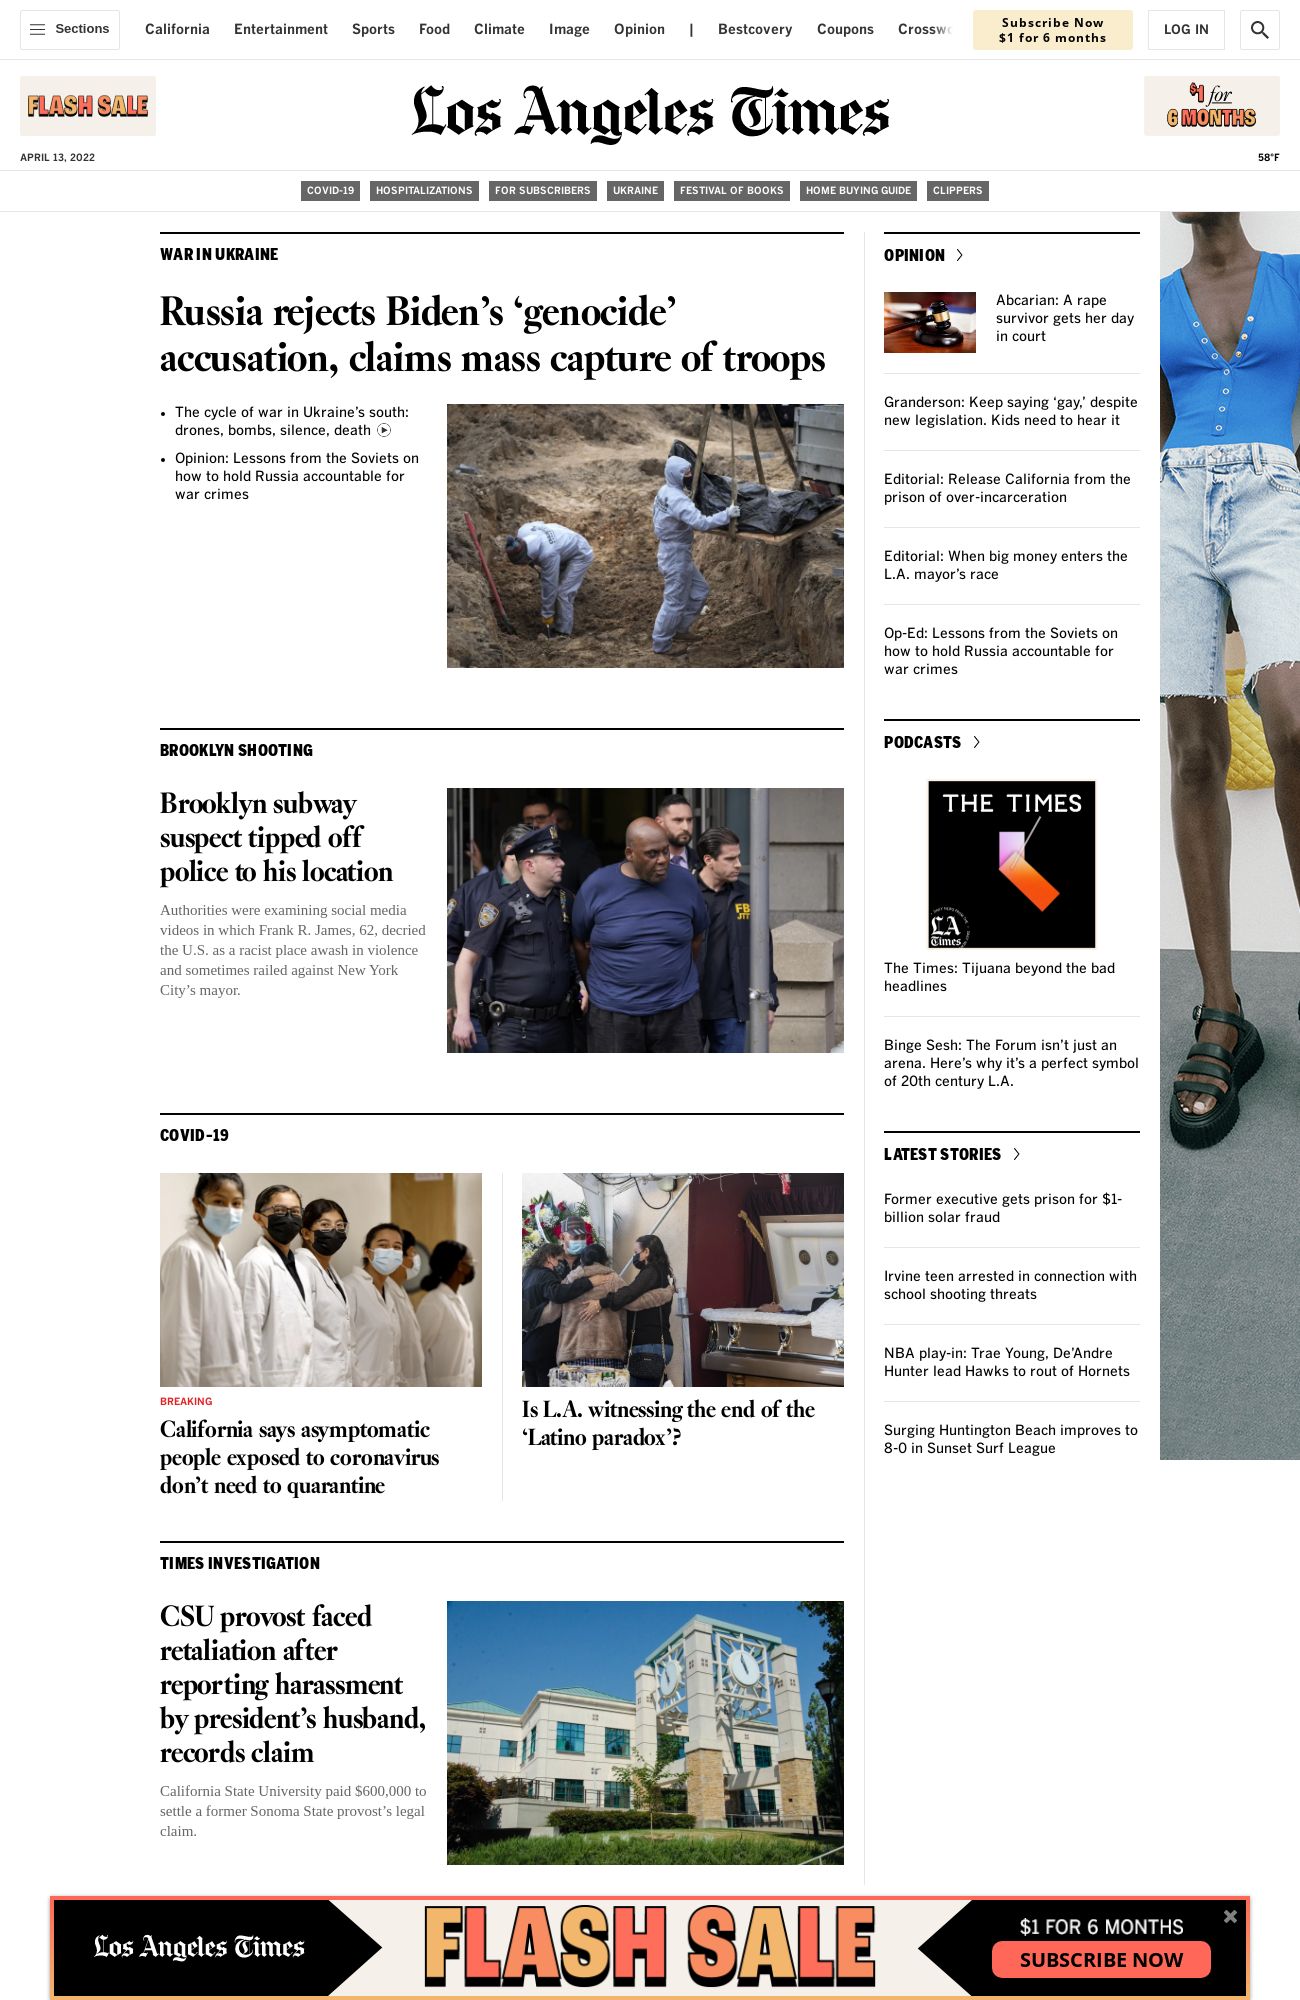 Sections
California
Entertainment
Sports
Food
Climate
Image
Opinion
|
Bestcovery
Coupons
Crossw
Subscribe Now
$1 for 6 months
LOG IN
FLASH SALE
Los Angeles Times
$1 for
6 MONTHS
APRIL 13, 2022
58°F
COVID-19
HOSPITALIZATIONS
FOR SUBSCRIBERS
UKRAINE
FESTIVAL OF BOOKS
HOME BUYING GUIDE
CLIPPERS
WAR IN UKRAINE
Russia rejects Biden’s ‘genocide’
accusation, claims mass capture of troops
The cycle of war in Ukraine’s south:
drones, bombs, silence, death
Opinion: Lessons from the Soviets on
how to hold Russia accountable for
war crimes
BROOKLYN SHOOTING
Brooklyn subway
suspect tipped off
police to his location
Authorities were examining social media
videos in which Frank R. James, 62, decried
the U.S. as a racist place awash in violence
and sometimes railed against New York
City’s mayor.
FBI
JTTF
COVID-19
BREAKING
California says asymptomatic
people exposed to coronavirus
don’t need to quarantine
Is L.A. witnessing the end of the
‘Latino paradox’?
TIMES INVESTIGATION
CSU provost faced
retaliation after
reporting harassment
by president’s husband,
records claim
California State University paid $600,000 to
settle a former Sonoma State provost’s legal
claim.
OPINION
Abcarian: A rape
survivor gets her day
in court
Granderson: Keep saying ‘gay,’ despite
new legislation. Kids need to hear it
Editorial: Release California from the
prison of over-incarceration
Editorial: When big money enters the
L.A. mayor’s race
Op-Ed: Lessons from the Soviets on
how to hold Russia accountable for
war crimes
PODCASTS
THE TIMES
LA
Times
The Times: Tijuana beyond the bad
headlines
Binge Sesh: The Forum isn’t just an
arena. Here’s why it’s a perfect symbol
of 20th century L.A.
LATEST STORIES
Former executive gets prison for $1-
billion solar fraud
Irvine teen arrested in connection with
school shooting threats
NBA play-in: Trae Young, De’Andre
Hunter lead Hawks to rout of Hornets
Surging Huntington Beach improves to
8-0 in Sunset Surf League
Los Angeles Times
FLASH SALE
$1 FOR 6 MONTHS
SUBSCRIBE NOW